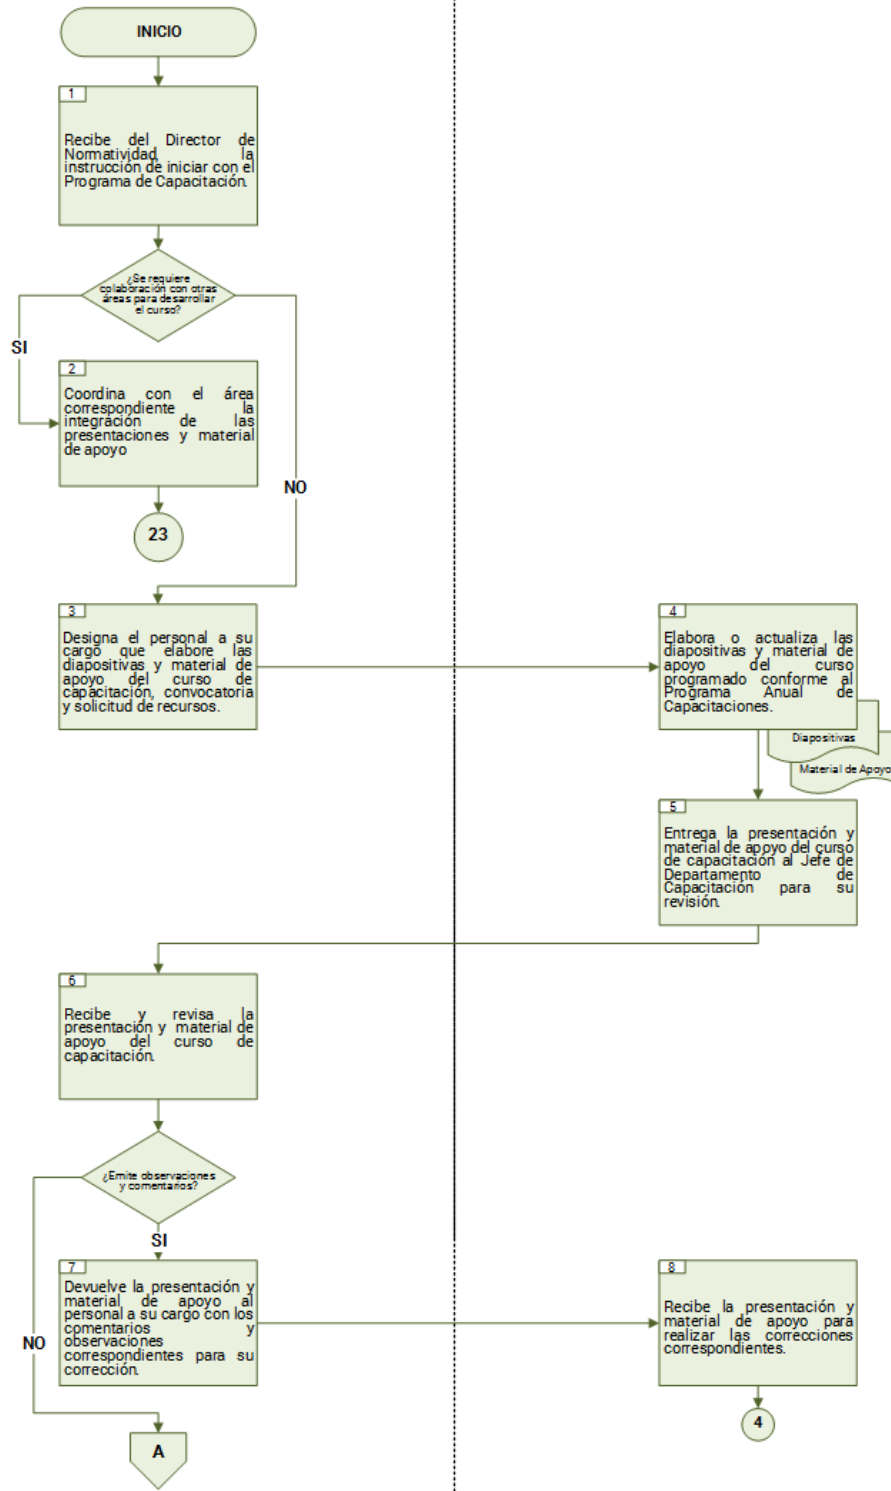 INICIO
1
Recibe del Director de
Normatividad, la
instrucción de iniciar con el
Programa de Capacitación.
¿Se requiere
colaboración con otras
áreas para desarrollar
el curso?
SI
2
Coordina con el área
correspondiente la
integración de las
presentaciones y material
de apoyo
NO
23
3
Designa el personal a su
cargo que elabore las
diapositivas y material de
apoyo del curso de
capacitación, convocatoria
y solicitud de recursos.
4
Elabora o actualiza las
diapositivas y material de
apoyo del curso
programado conforme al
Programa Anual de
Capacitaciones.
Diapositivas
Material de Apoyo
5
Entrega la presentación y
material de apoyo del curso
de capacitación al Jefe de
Departamento de
Capacitación para su
revisión.
6
Recibe y revisa la
presentación y material de
apoyo del curso de
capacitación.
¿Emite observaciones
y comentarios?
SI
7
Devuelve la presentación y
material de apoyo al
personal a su cargo con los
comentarios y
observaciones
correspondientes para su
corrección.
NO
8
Recibe la presentación y
material de apoyo para
realizar las correcciones
correspondientes.
A
4